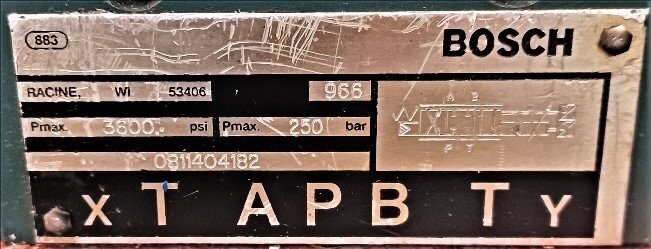 883 BOSCH
RACINE, WI 53406 966
Pmax. 3600 psi Pmax. 250 bar
A B
P T
0811404182
X T A P B T Y